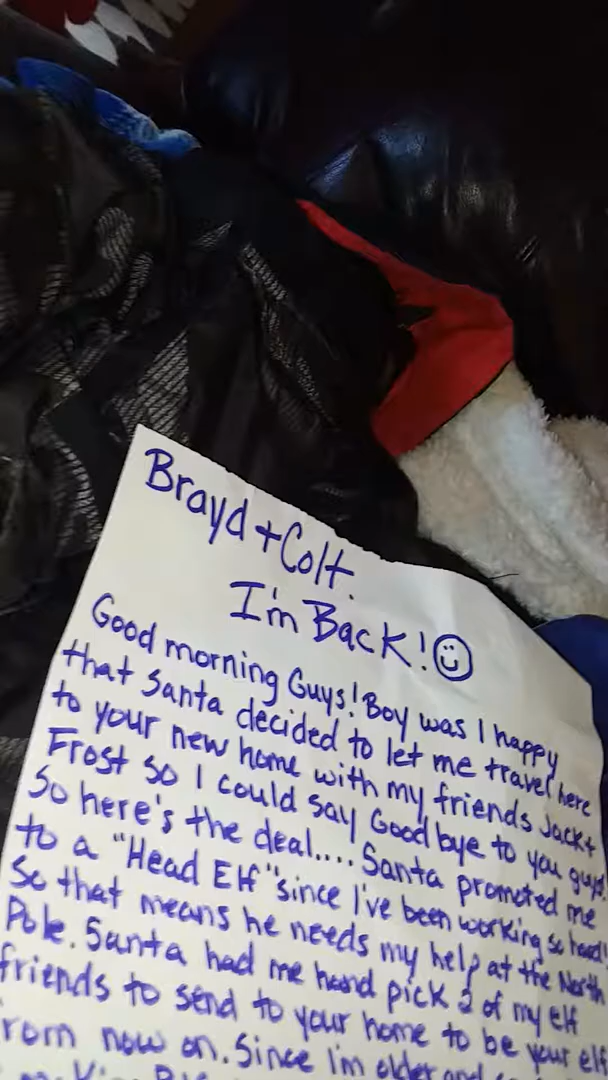 Brayd + Colt.
I'm Back!
Good morning Guys! Boy was I happy
that Santa decided to let me travel here
to your new home with my friends Jack +
Frost so I could say Goodbye to you guys!
So here's the deal.... Santa promoted me
to a "Head Elf" since I've been working so hard!
So that means he needs my help at the North
Pole. Santa had me hand pick 2 of my elf
friends to send to your home to be your elf
from now on. Since I'm older and